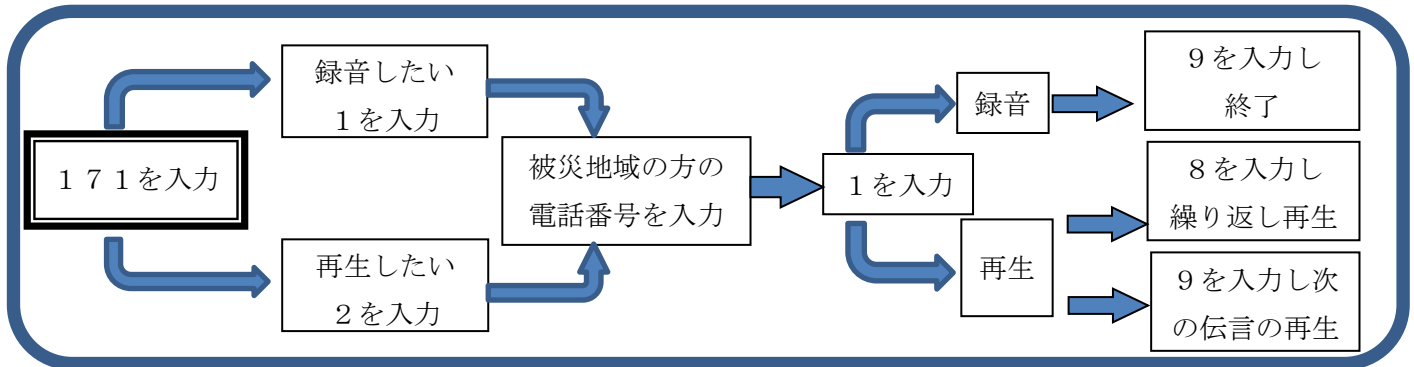 １７１を入力
録音したい
１を入力
再生したい
２を入力
被災地域の方の
電話番号を入力
１を入力
録音
９を入力し
終了
再生
８を入力し
繰り返し再生
９を入力し次
の伝言の再生